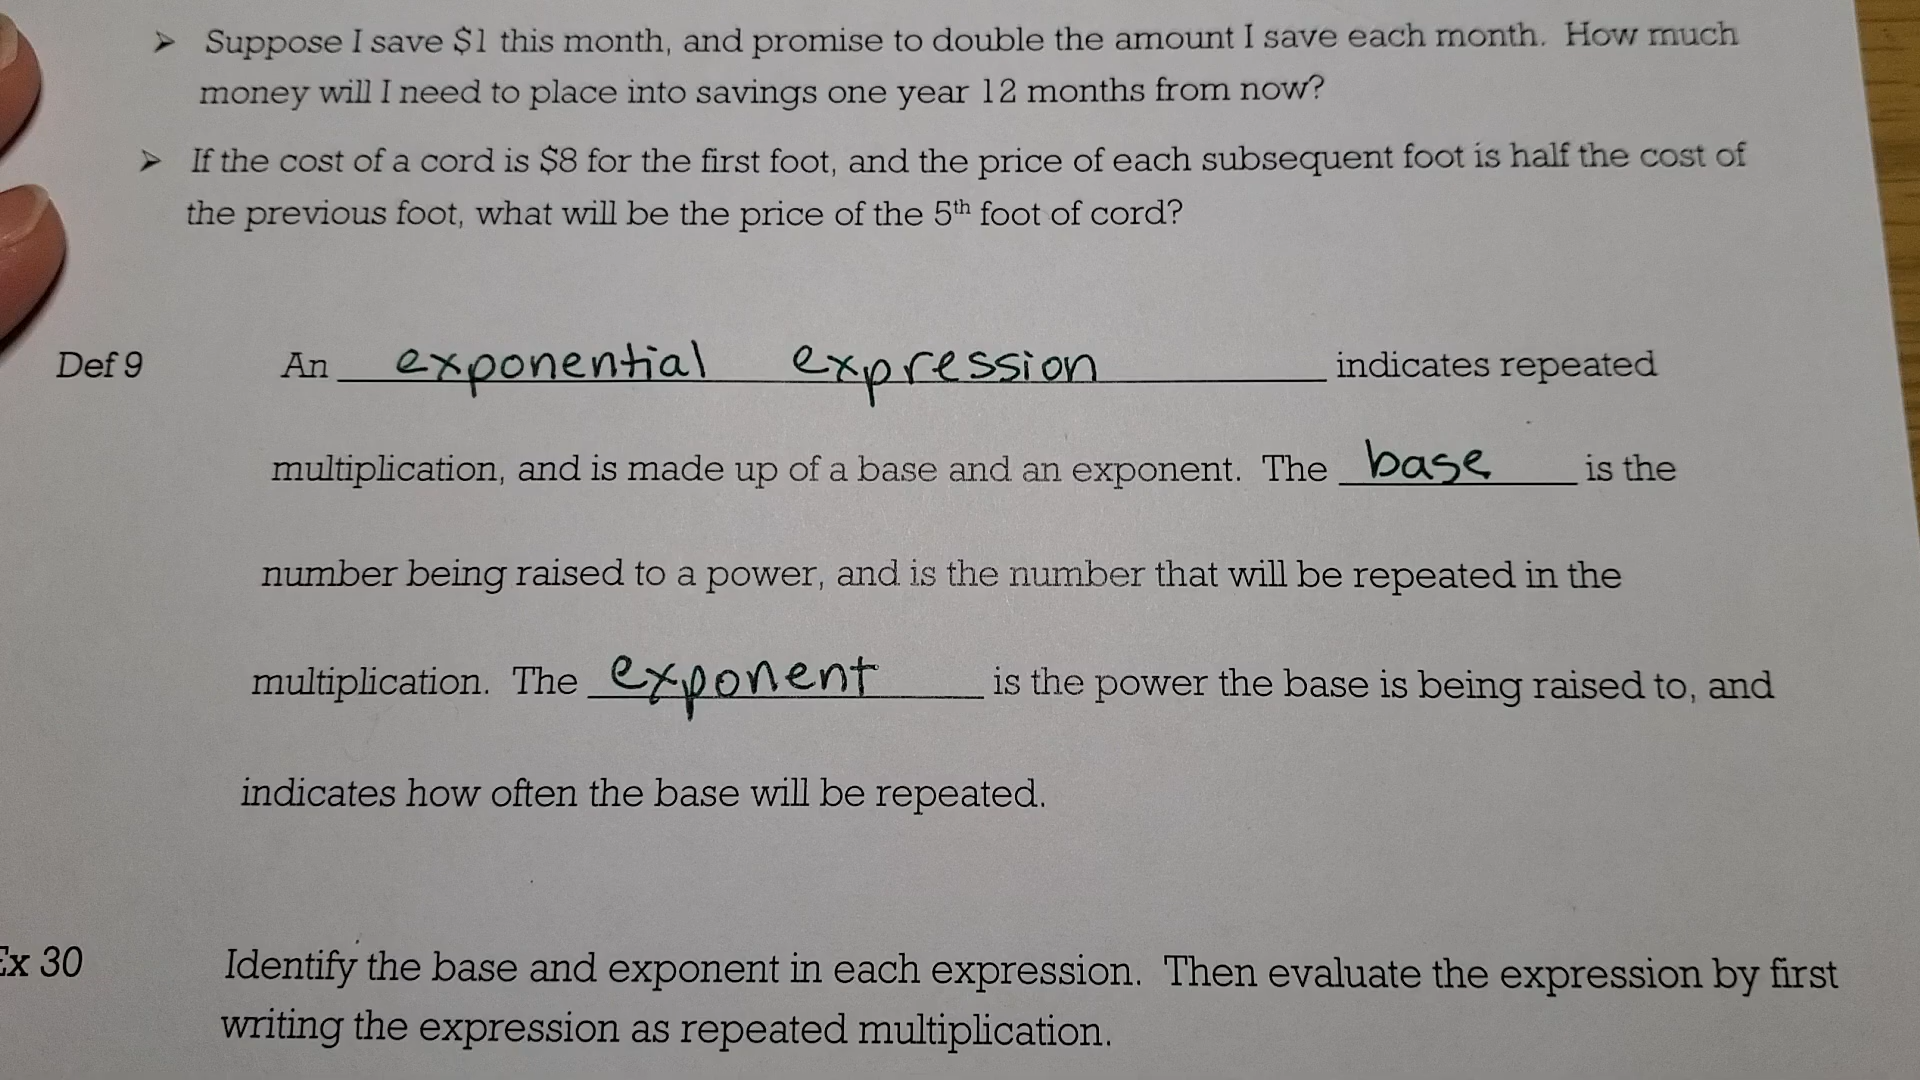 ➤ Suppose I save $1 this month, and promise to double the amount I save each month. How much
money will I need to place into savings one year 12 months from now?
➤ If the cost of a cord is $8 for the first foot, and the price of each subsequent foot is half the cost of
the previous foot, what will be the price of the 5th foot of cord?
Def 9 An exponential expression indicates repeated
multiplication, and is made up of a base and an exponent. The base is the
number being raised to a power, and is the number that will be repeated in the
multiplication. The exponent is the power the base is being raised to, and
indicates how often the base will be repeated.
Ex 30 Identify the base and exponent in each expression. Then evaluate the expression by first
writing the expression as repeated multiplication.